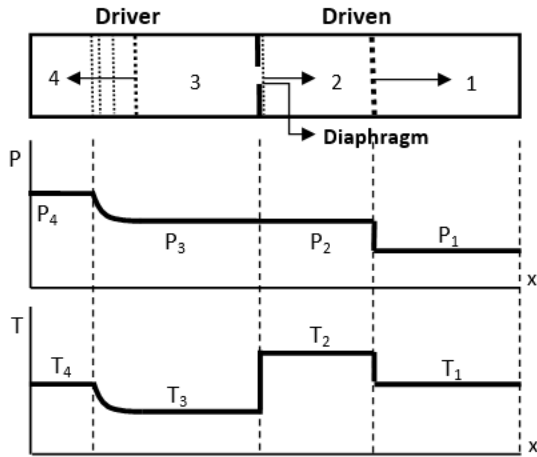 Driver Driven
4 3 2 1
Diaphragm
P
P₄ P₃ P₂ P₁
x
T
T₂
T₄ T₃ T₁
x